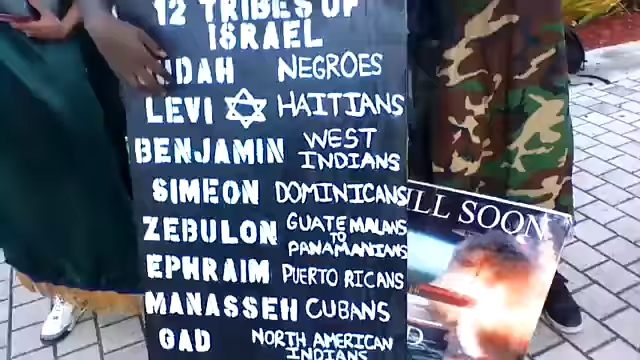 12 TRIBES OF
ISRAEL
UDAH NEGROES
LEVI HAITIANS
BENJAMIN WEST
INDIANS
SIMEON DOMINICANS
ZEBULON GUATEMALANS
TO
PANAMANIANS
EPHRAIM PUERTO RICANS
MANASSEH CUBANS
GAD NORTH AMERICAN
INDIANS
ILL SOON